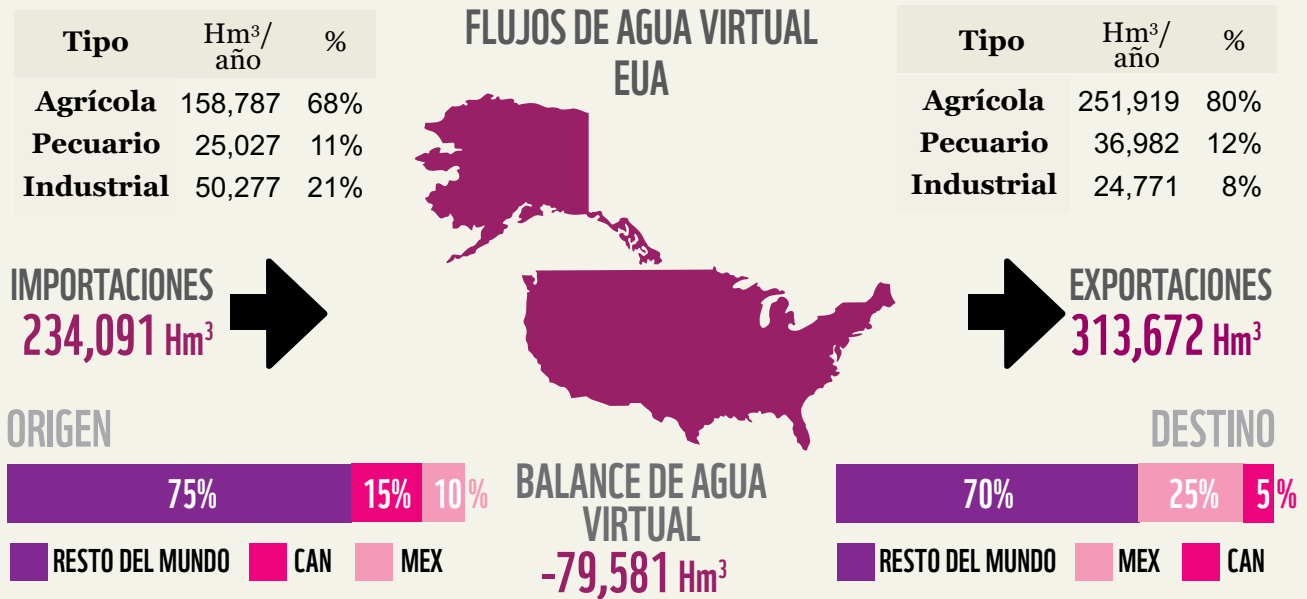 FLUJOS DE AGUA VIRTUAL
EUA
Tipo Hm³/año %
Agrícola 158,787 68%
Pecuario 25,027 11%
Industrial 50,277 21%
Tipo Hm³/año %
Agrícola 251,919 80%
Pecuario 36,982 12%
Industrial 24,771 8%
IMPORTACIONES
234,091 Hm³
EXPORTACIONES
313,672 Hm³
ORIGEN
75% 15% 10%
RESTO DEL MUNDO CAN MEX
BALANCE DE AGUA
VIRTUAL
-79,581 Hm³
DESTINO
70% 25% 5%
RESTO DEL MUNDO MEX CAN